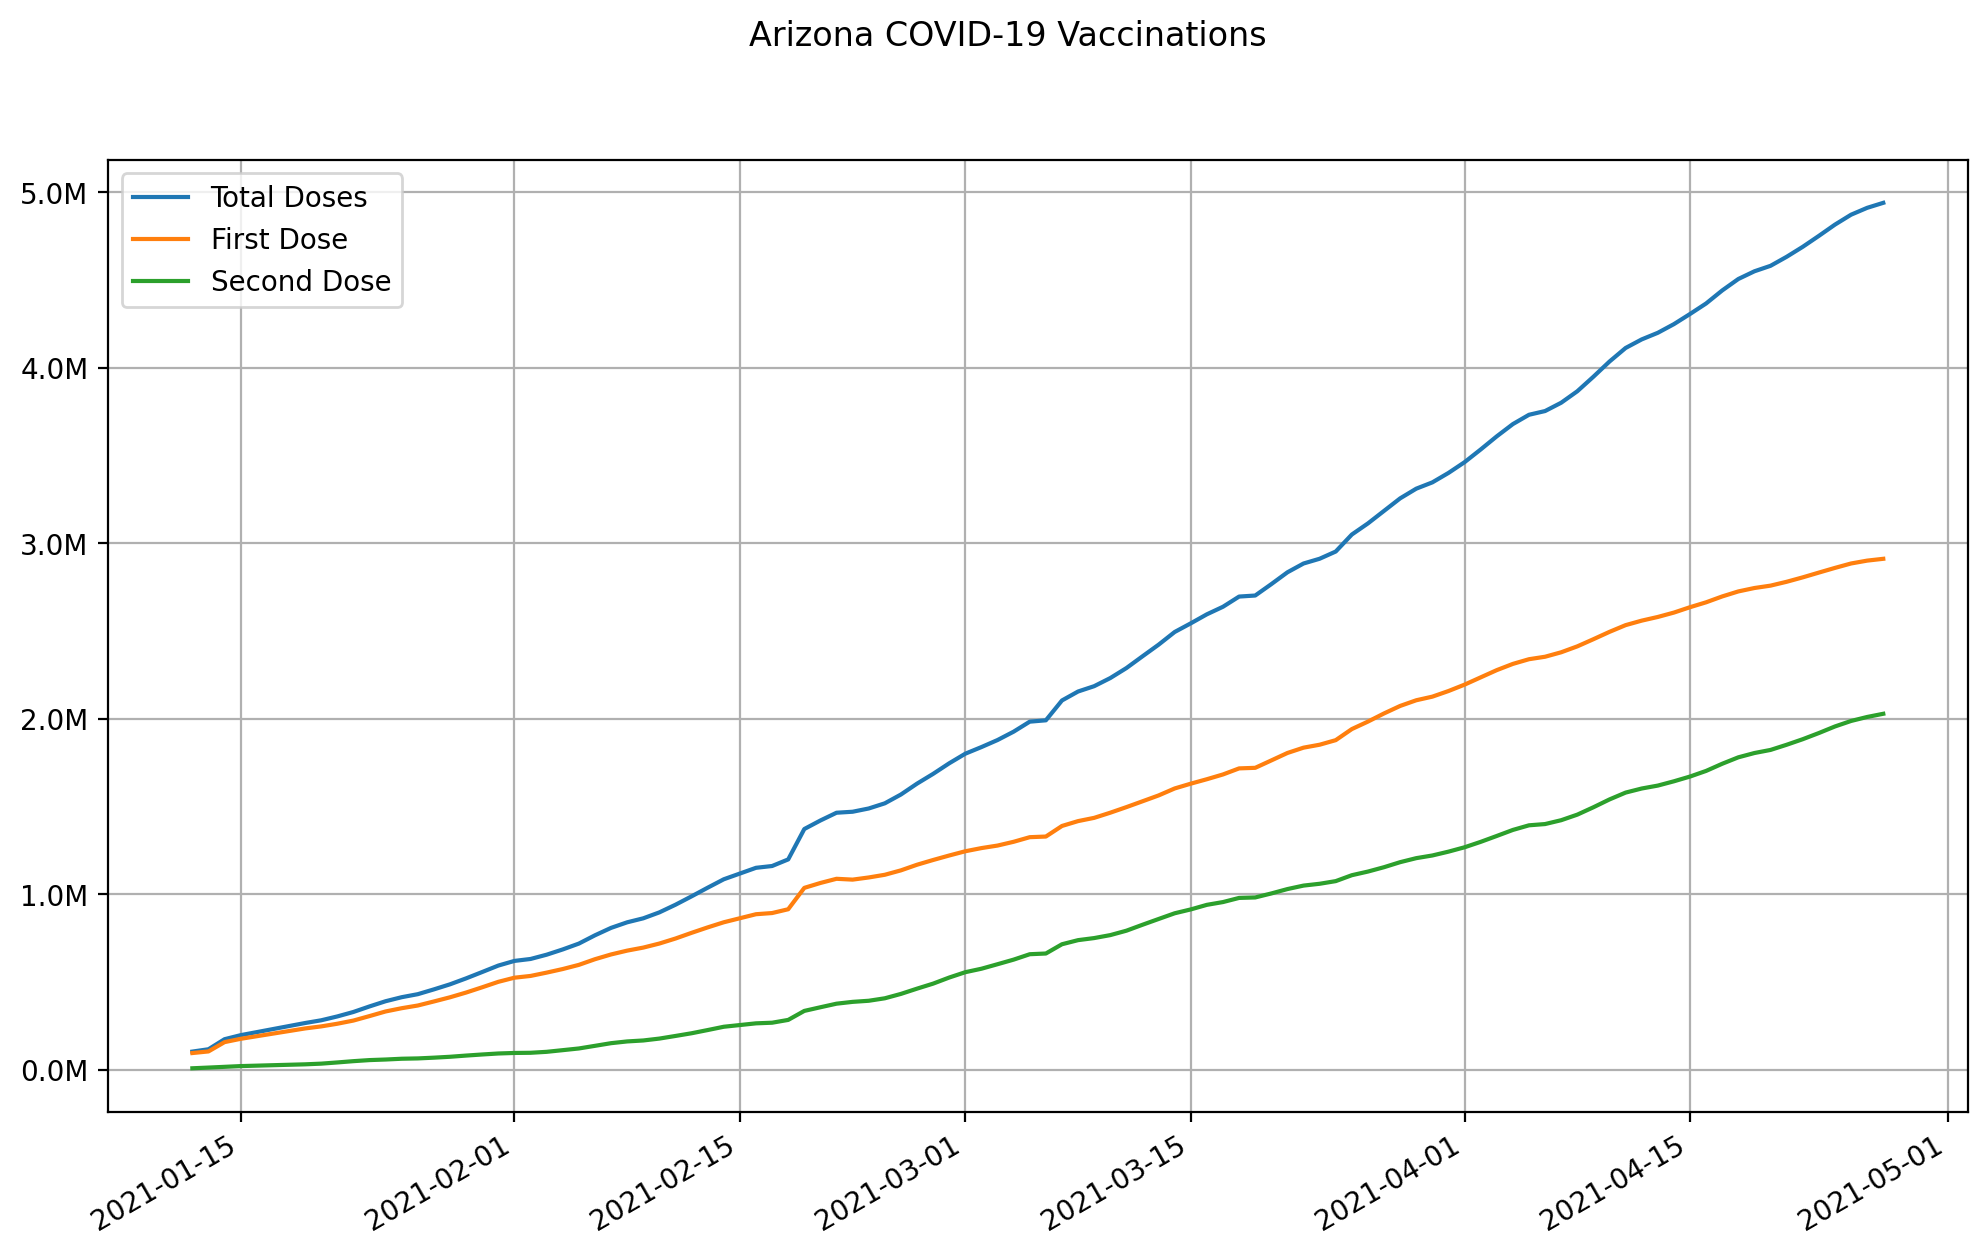 Arizona COVID-19 Vaccinations
Total Doses
First Dose
Second Dose
5.0M
4.0M
3.0M
2.0M
1.0M
0.0M
2021-01-15
2021-02-01
2021-02-15
2021-03-01
2021-03-15
2021-04-01
2021-04-15
2021-05-01